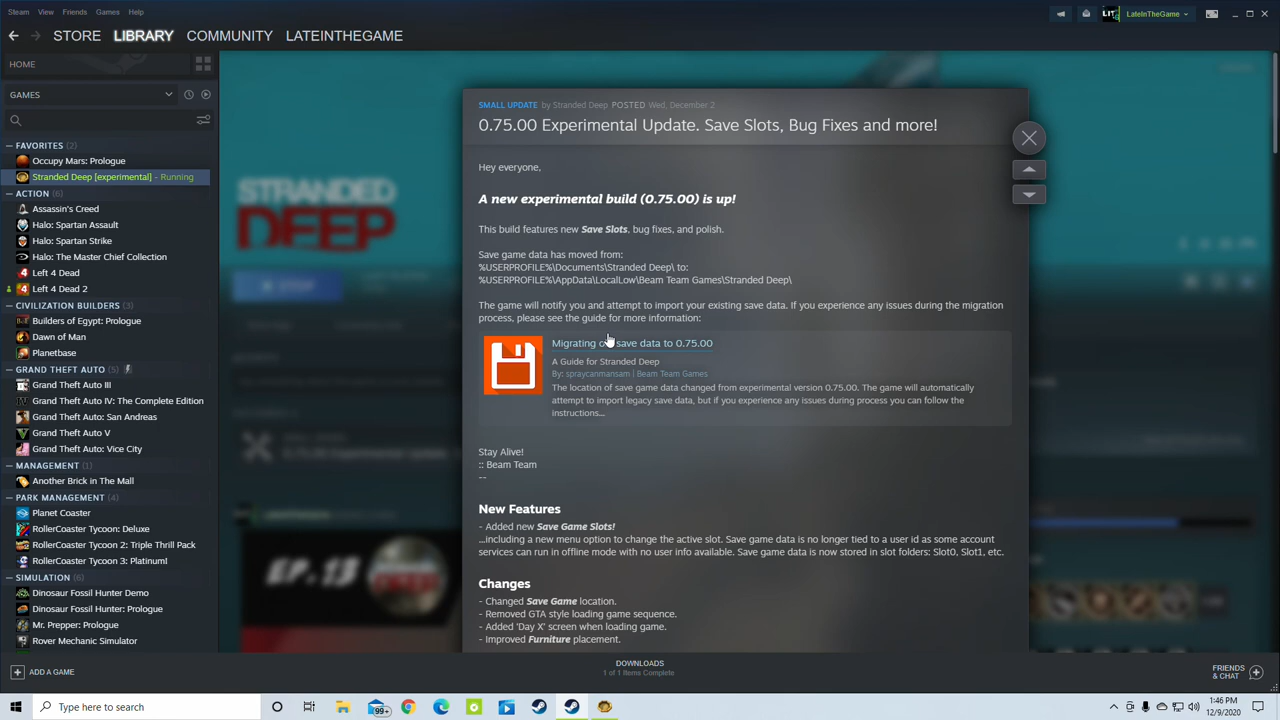 Steam View Friends Games Help
LateInTheGame
STORE LIBRARY COMMUNITY LATEINTHEGAME
HOME
GAMES
FAVORITES (2)
Occupy Mars: Prologue
Stranded Deep [experimental] - Running
ACTION (6)
Assassin's Creed
Halo: Spartan Assault
Halo: Spartan Strike
Halo: The Master Chief Collection
Left 4 Dead
Left 4 Dead 2
CIVILIZATION BUILDERS (3)
Builders of Egypt: Prologue
Dawn of Man
Planetbase
GRAND THEFT AUTO (5)
Grand Theft Auto III
Grand Theft Auto IV: The Complete Edition
Grand Theft Auto: San Andreas
Grand Theft Auto V
Grand Theft Auto: Vice City
MANAGEMENT (1)
Another Brick in The Mall
PARK MANAGEMENT (4)
Planet Coaster
RollerCoaster Tycoon: Deluxe
RollerCoaster Tycoon 2: Triple Thrill Pack
RollerCoaster Tycoon 3: Platinum!
SIMULATION (6)
Dinosaur Fossil Hunter Demo
Dinosaur Fossil Hunter: Prologue
Mr. Prepper: Prologue
Rover Mechanic Simulator
STRANDED
DEEP
STOP
EP.13
SMALL UPDATE by Stranded Deep POSTED Wed, December 2
0.75.00 Experimental Update. Save Slots, Bug Fixes and more!
Hey everyone,
A new experimental build (0.75.00) is up!
This build features new Save Slots, bug fixes, and polish.
Save game data has moved from:
%USERPROFILE%\Documents\Stranded Deep\ to:
%USERPROFILE%\AppData\LocalLow\Beam Team Games\Stranded Deep\
The game will notify you and attempt to import your existing save data. If you experience any issues during the migration
process, please see the guide for more information:
Migrating save data to 0.75.00
A Guide for Stranded Deep
By: spraycanmansam | Beam Team Games
The location of save game data changed from experimental version 0.75.00. The game will automatically
attempt to import legacy save data, but if you experience any issues during process you can follow the
instructions...
Stay Alive!
:: Beam Team
--
New Features
- Added new Save Game Slots!
...including a new menu option to change the active slot. Save game data is no longer tied to a user id as some account
services can run in offline mode with no user info available. Save game data is now stored in slot folders: Slot0, Slot1, etc.
Changes
- Changed Save Game location.
- Removed GTA style loading game sequence.
- Added 'Day X' screen when loading game.
- Improved Furniture placement.
ADD A GAME
DOWNLOADS
1 of 1 Items Complete
FRIENDS
& CHAT
Type here to search
99+
1:46 PM
12/9/2020